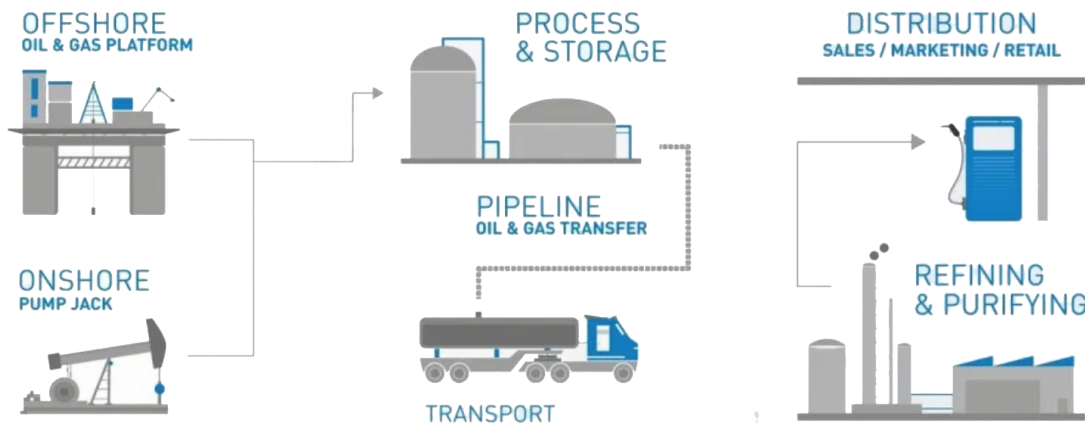 OFFSHORE
OIL & GAS PLATFORM
ONSHORE
PUMP JACK
PROCESS
& STORAGE
PIPELINE
OIL & GAS TRANSFER
TRANSPORT
DISTRIBUTION
SALES / MARKETING / RETAIL
REFINING
& PURIFYING